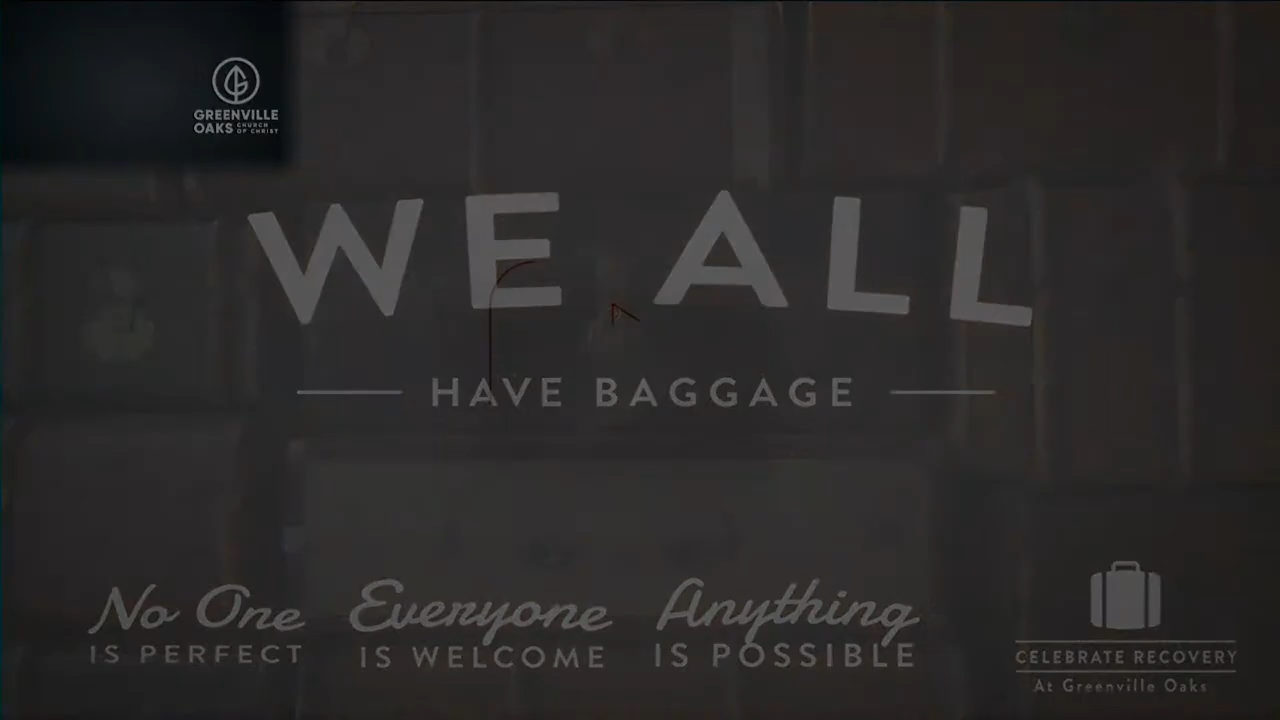 GREENVILLE
OAKS CHURCH OF CHRIST
WE ALL
HAVE BAGGAGE
No One
IS PERFECT
Everyone
IS WELCOME
Anything
IS POSSIBLE
CELEBRATE RECOVERY
At Greenville Oaks